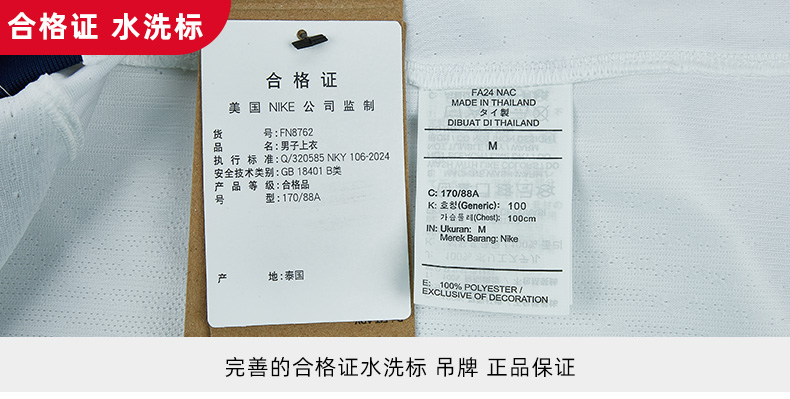 合格证 水洗标
合格证
美国NIKE公司监制
货号:FN8762
品名:男子上衣
执行标准:Q/320585 NKY 106-2024
安全技术类别:GB 18401 B类
产品等级:合格品
号型:170/88A
产地:泰国
FA24 NAC
MADE IN THAILAND
タイ製
DIBUAT DI THAILAND
M
C: 170/88A
K: 호칭(Generic): 100
가슴둘레(Chest): 100cm
IN: Ukuran: M
Merek Barang: Nike
E: 100% POLYESTER /
EXCLUSIVE OF DECORATION
完善的合格证水洗标 吊牌 正品保证